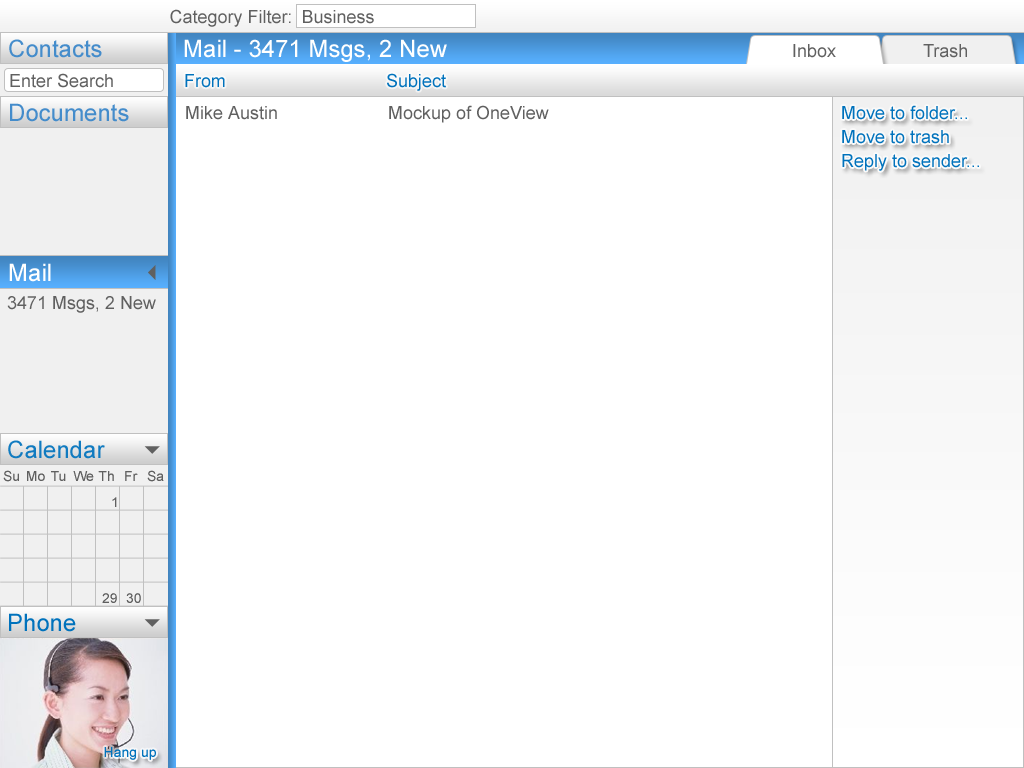 Category Filter: Business
Contacts
Enter Search
Documents
Mail
3471 Msgs, 2 New
Calendar
Su Mo Tu We Th Fr Sa
1
29 30
Phone
Hang up
Mail - 3471 Msgs, 2 New
Inbox
Trash
From Subject
Mike Austin Mockup of OneView
Move to folder...
Move to trash
Reply to sender...